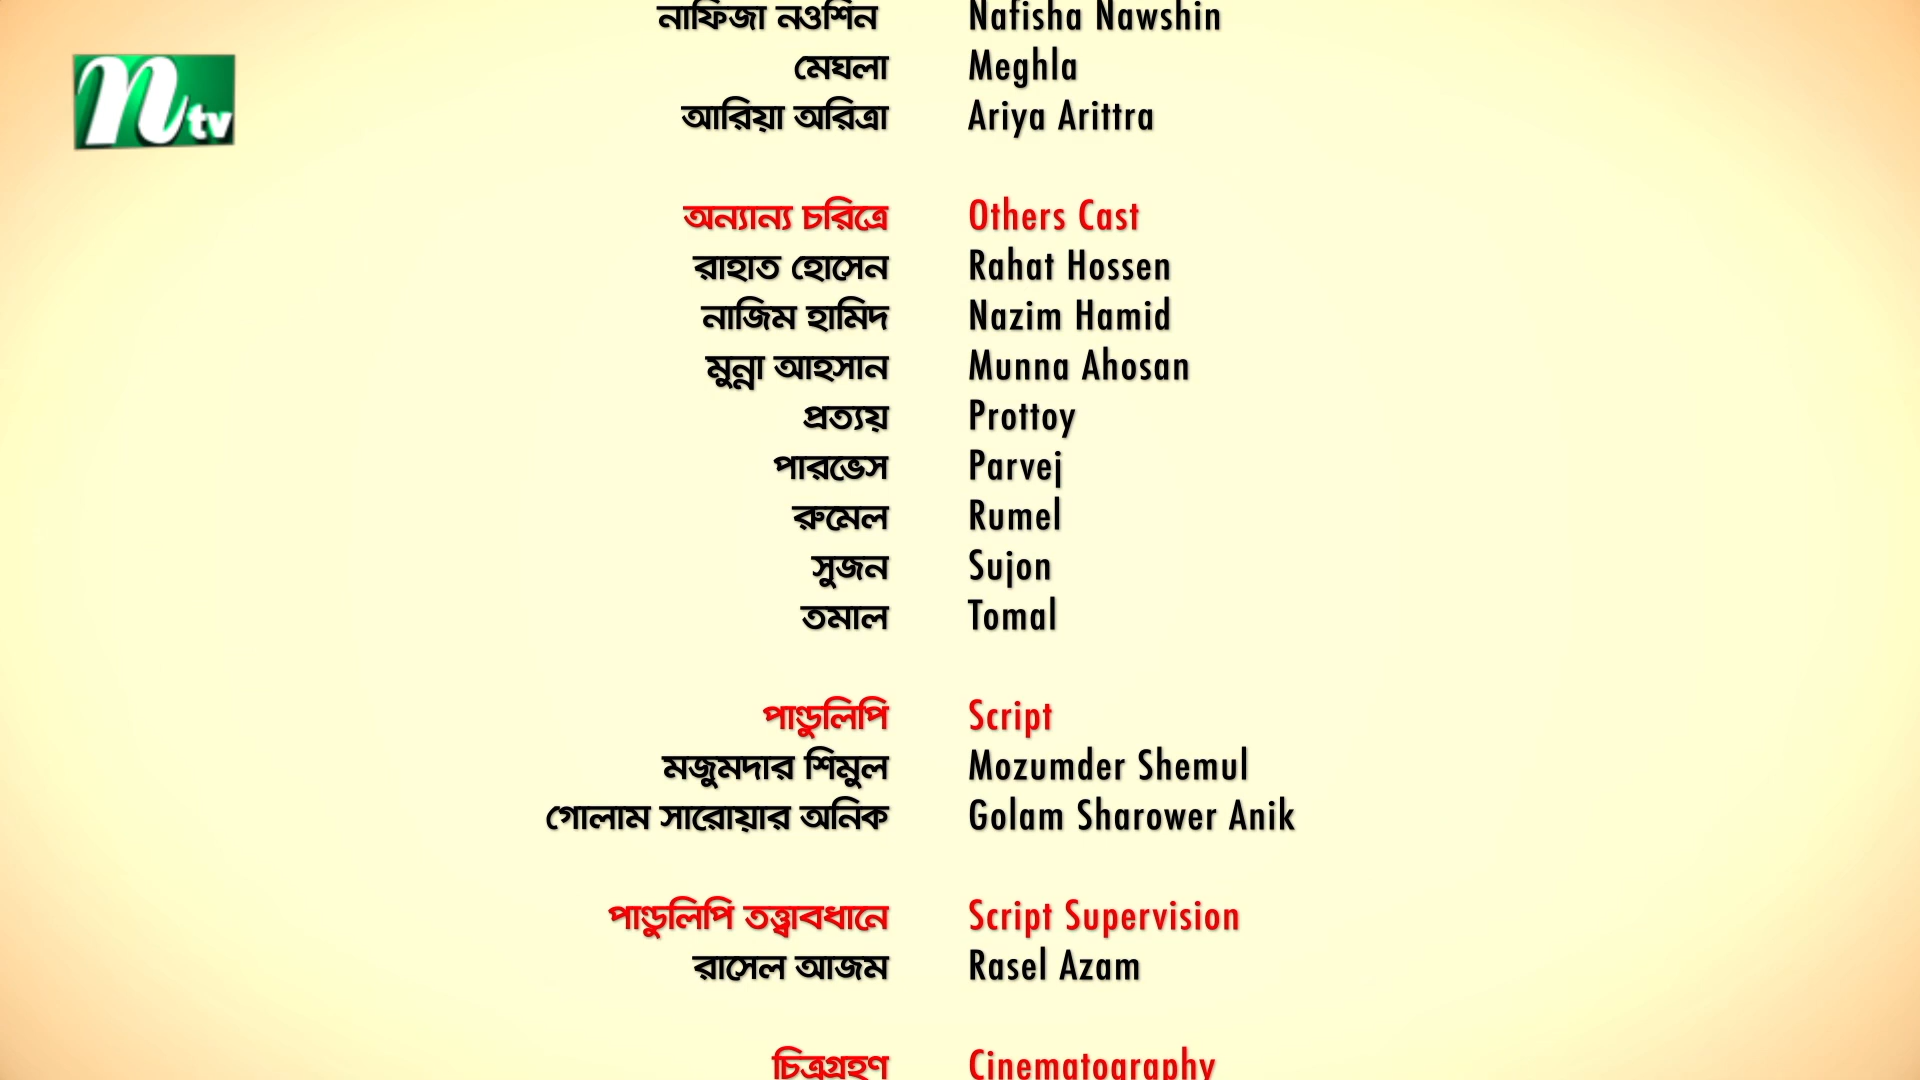 নাফিজা নওশিন Nafisha Nawshin
ntv
মেঘলা Meghla
আরিয়া অরিত্রা Ariya Arittra
অন্যান্য চরিত্রে Others Cast
রাহাত হোসেন Rahat Hossen
নাজিম হামিদ Nazim Hamid
মুন্না আহসান Munna Ahosan
প্রত্যয় Prottoy
পারভেস Parvej
রুমেল Rumel
সুজন Sujon
তমাল Tomal
পাণ্ডুলিপি Script
মজুমদার শিমুল Mozumder Shemul
গোলাম সারোয়ার অনিক Golam Sharower Anik
পাণ্ডুলিপি তত্ত্বাবধানে Script Supervision
রাসেল আজম Rasel Azam
চিত্রগ্রহণ Cinematography